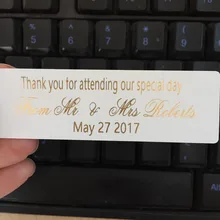 Thank you for attending our special day
From Mr & Mrs Roberts
May 27 2017